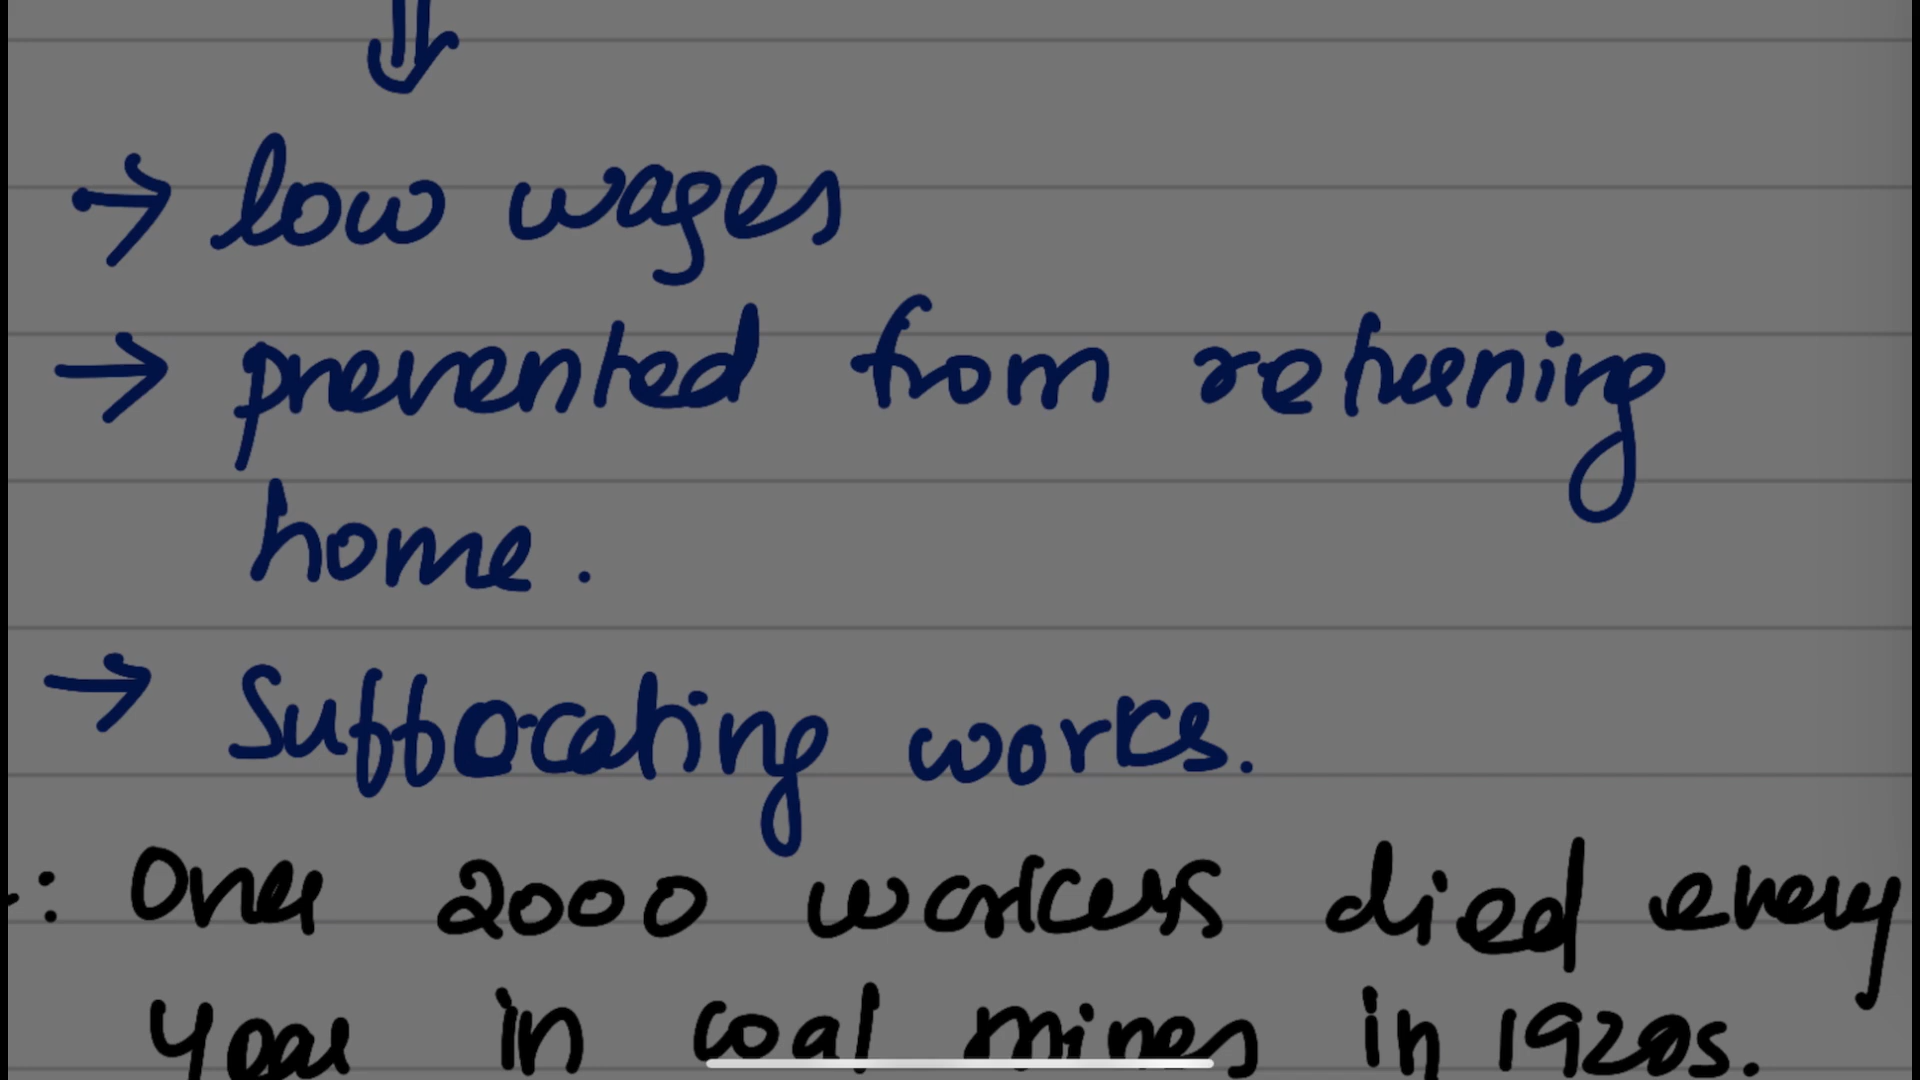 → low wages
→ prevented from returning
home.
→ Suffocating works.
-: Over 2000 workers died every
year in coal mines in 1920s.